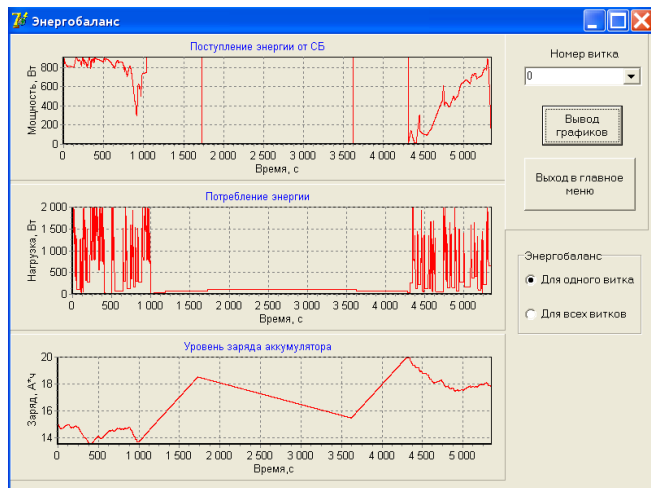 Энергобаланс
Поступление энергии от СБ
Мощность, Вт
800
600
400
200
0
0 500 1 000 1 500 2 000 2 500 3 000 3 500 4 000 4 500 5 000
Время, с
Потребление энергии
Нагрузка, Вт
2 000
1 500
1 000
500
0
0 500 1 000 1 500 2 000 2 500 3 000 3 500 4 000 4 500 5 000
Время, с
Уровень заряда аккумулятора
Заряд, А*ч
20
18
16
14
0 500 1 000 1 500 2 000 2 500 3 000 3 500 4 000 4 500 5 000
Время,с
Номер витка
0
Вывод
графиков
Выход в главное
меню
Энергобаланс
Для одного витка
Для всех витков